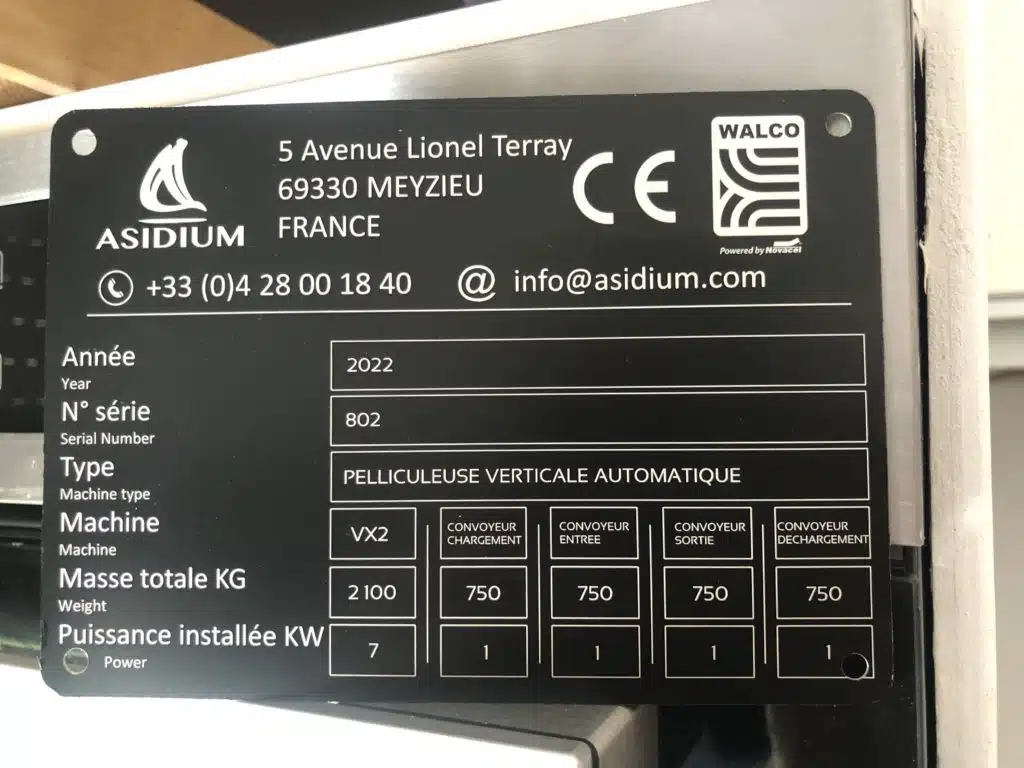 ASIDIUM
5 Avenue Lionel Terray
69330 MEYZIEU
FRANCE
CE
WALCO
Powered by Novacel
+33 (0)4 28 00 18 40 @ info@asidium.com
Année
Year
2022
N° série
Serial Number
802
Type
Machine type
PELLICULEUSE VERTICALE AUTOMATIQUE
Machine
Machine
VX2
CONVOYEUR
CHARGEMENT
CONVOYEUR
ENTREE
CONVOYEUR
SORTIE
CONVOYEUR
DECHARGEMENT
Masse totale KG
Weight
2 100 750 750 750 750
Puissance installée KW
Power
7 1 1 1 1